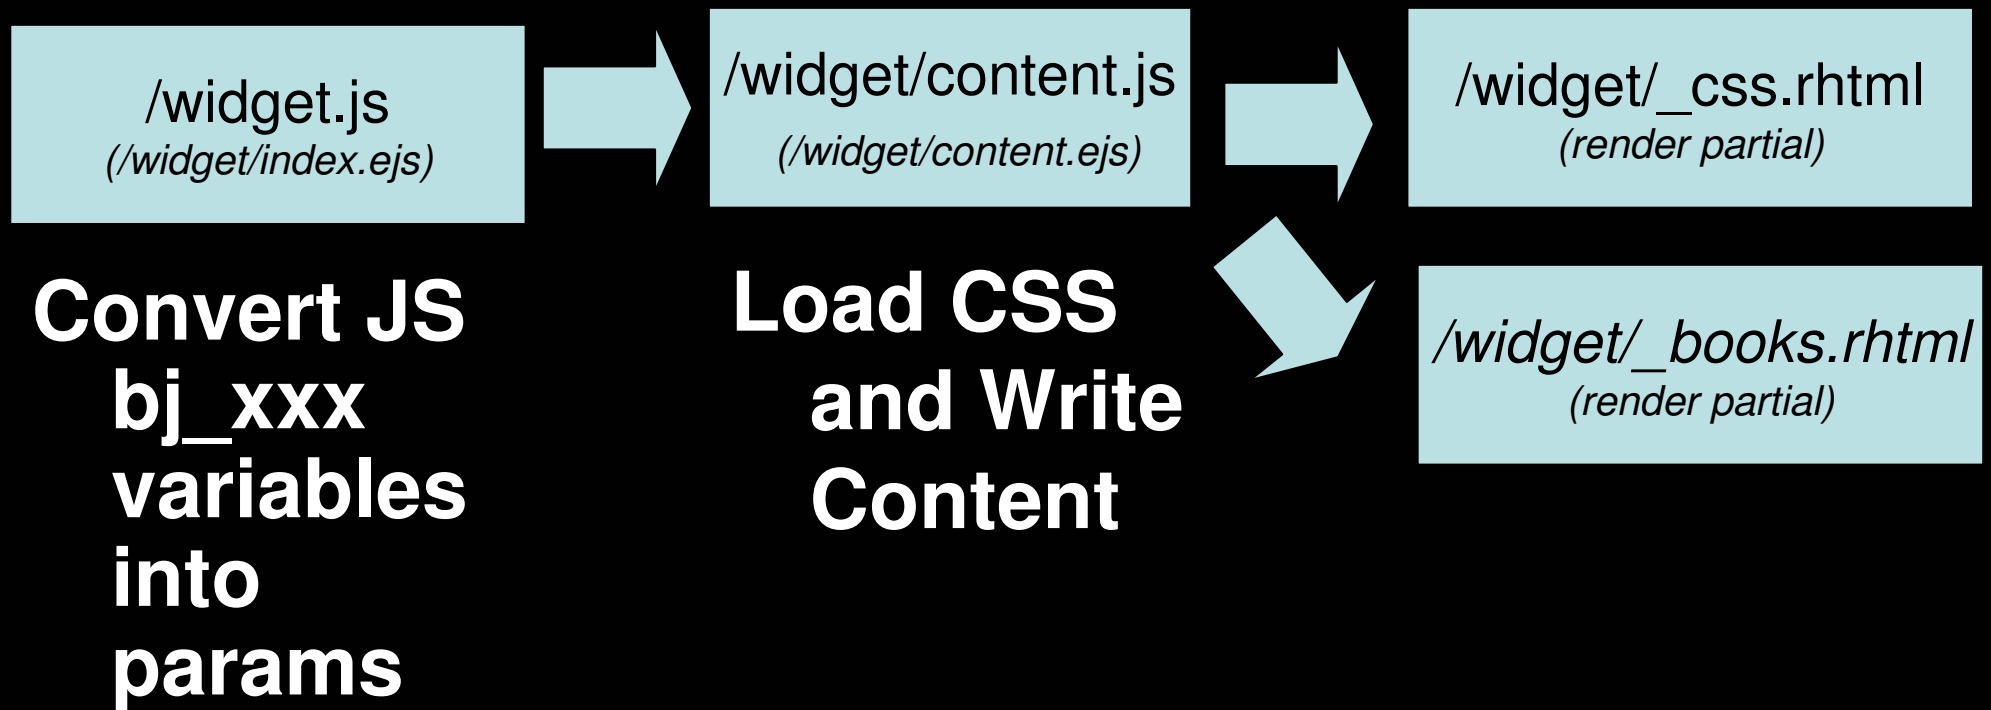 /widget.js
(/widget/index.ejs)
/widget/content.js
(/widget/content.ejs)
/widget/_css.rhtml
(render partial)
/widget/_books.rhtml
(render partial)
Convert JS
bj_xxx
variables
into
params
Load CSS
and Write
Content